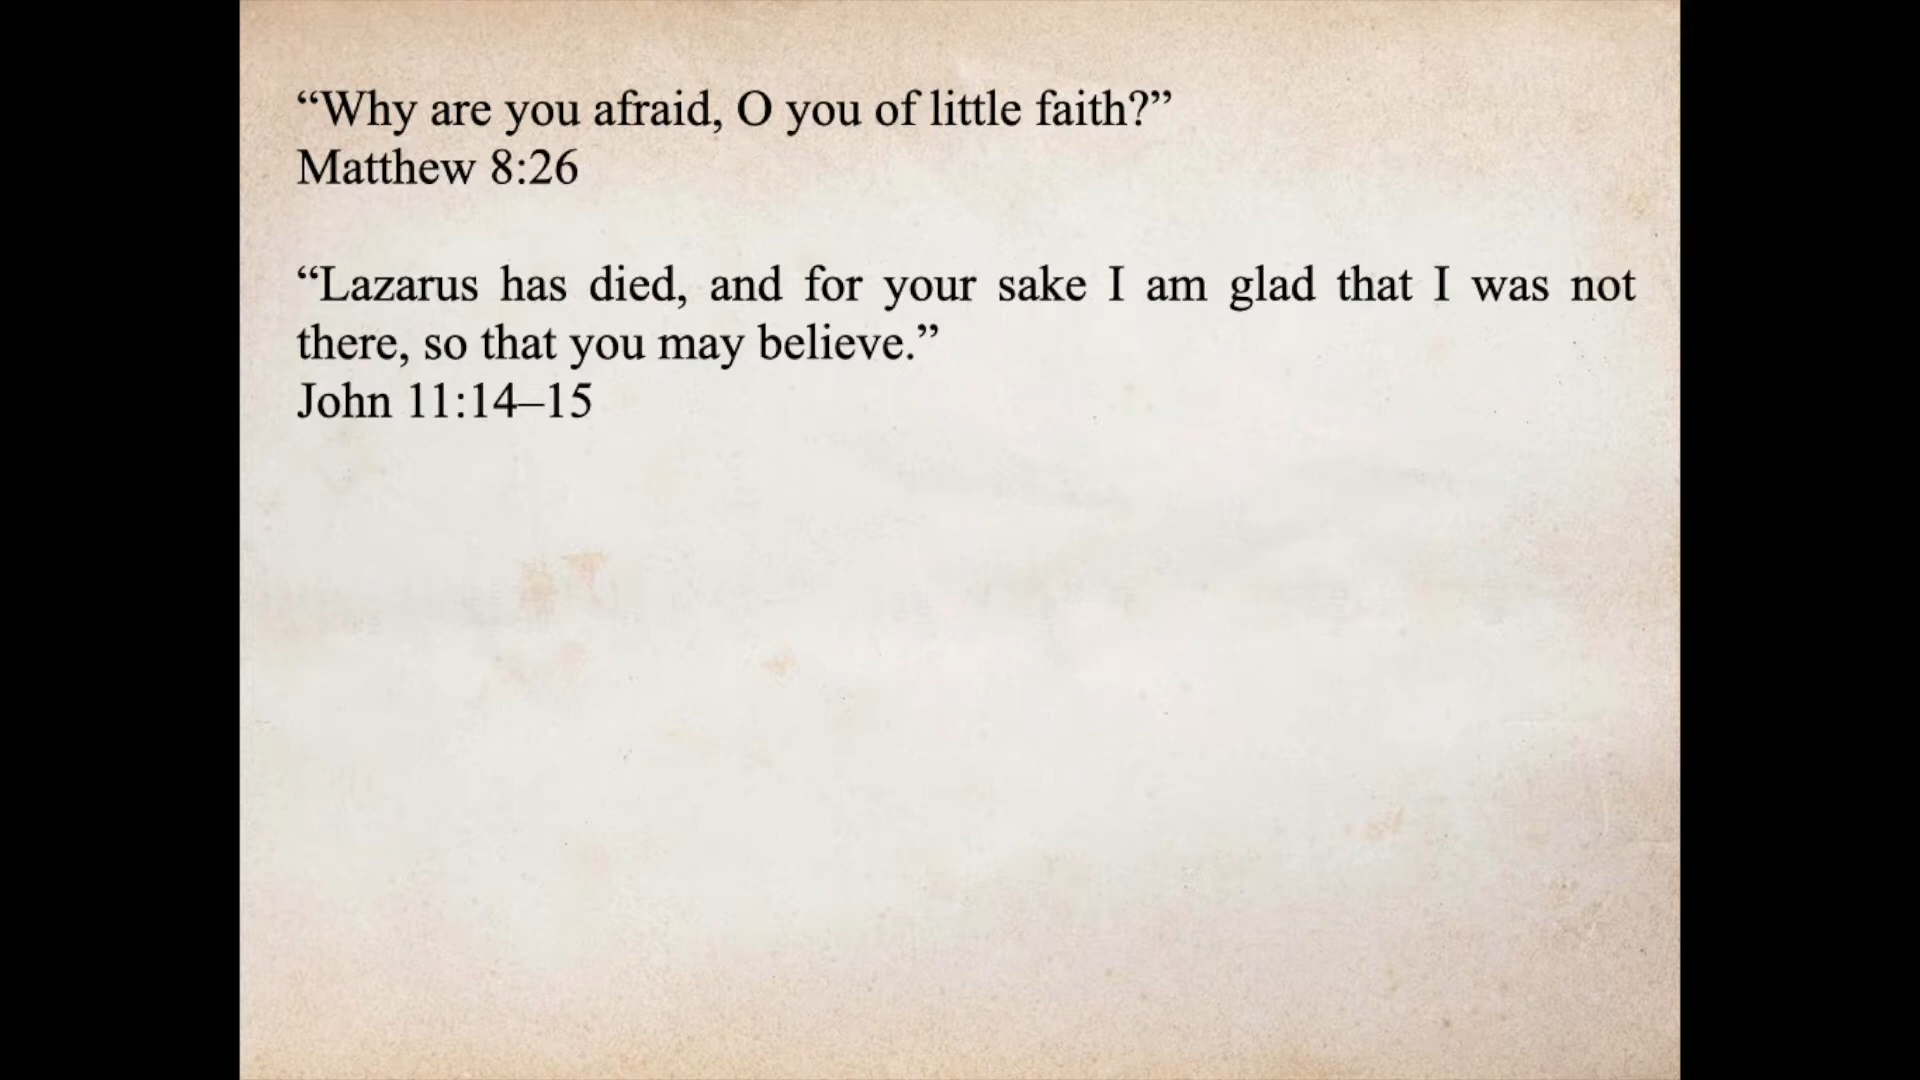 “Why are you afraid, O you of little faith?”
Matthew 8:26
“Lazarus has died, and for your sake I am glad that I was not
there, so that you may believe.”
John 11:14–15